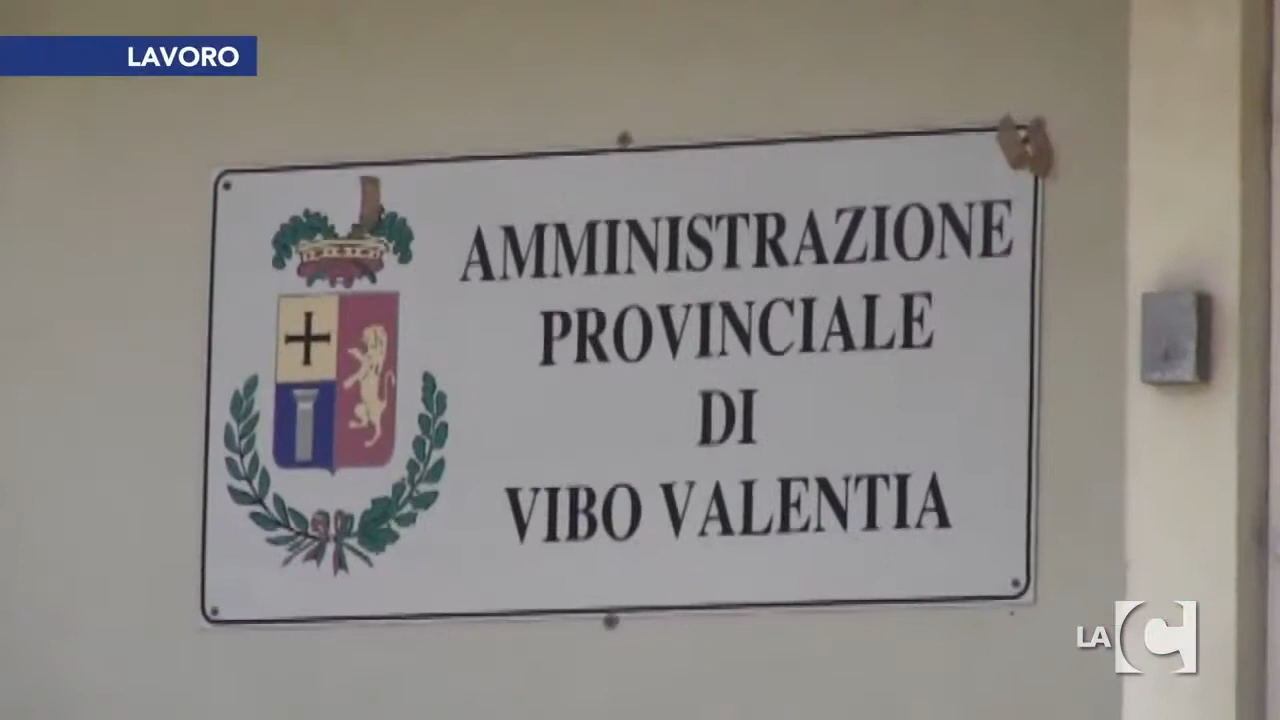 LAVORO
AMMINISTRAZIONE
PROVINCIALE
DI
VIBO VALENTIA
LA C